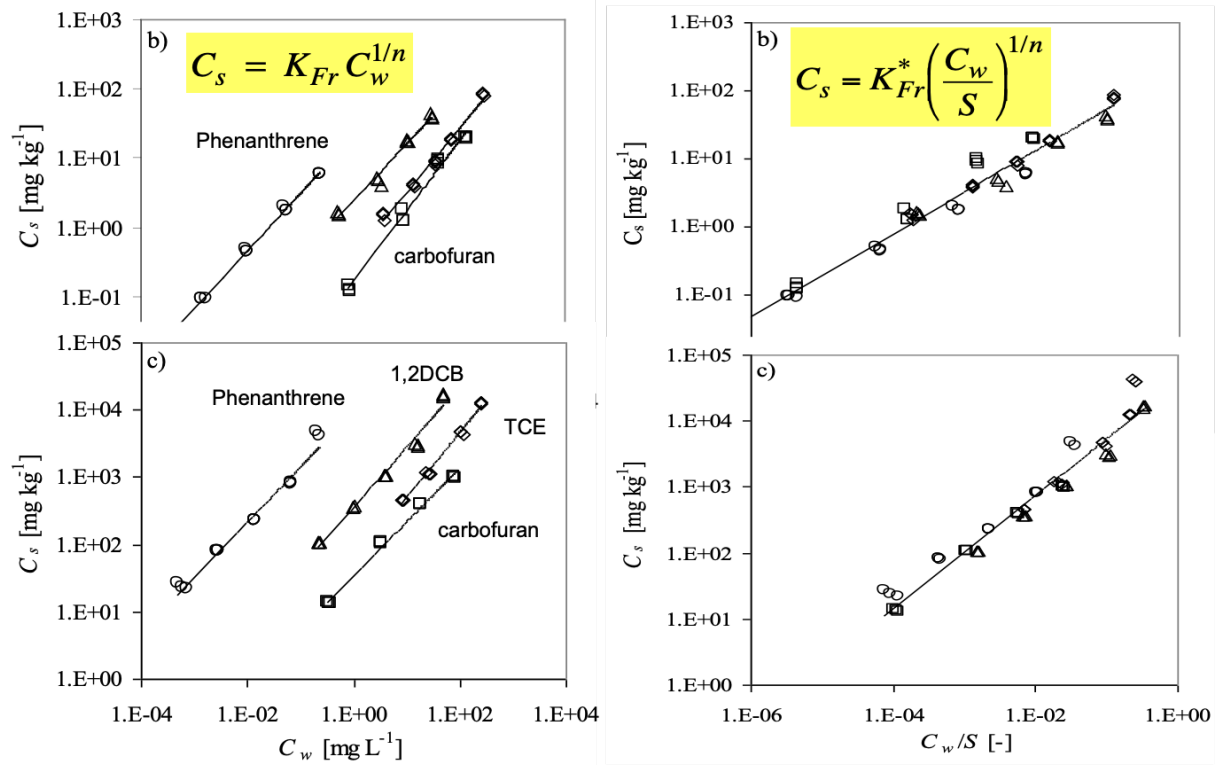 b)
C_s = K_{Fr} C_w^{1/n}
1.E+03
1.E+02
1.E+01
1.E+00
1.E-01
C_s [mg kg^{-1}]
Phenanthrene
carbofuran
c)
1.E+05
1.E+04
1.E+03
1.E+02
1.E+01
1.E+00
C_s [mg kg^{-1}]
Phenanthrene
1,2DCB
TCE
carbofuran
1.E-04
1.E-02
1.E+00
1.E+02
1.E+04
C_w [mg L^{-1}]
b)
C_s = K_{Fr}^* (C_w/S)^{1/n}
1.E+03
1.E+02
1.E+01
1.E+00
1.E-01
C_s [mg kg^{-1}]
c)
1.E+05
1.E+04
1.E+03
1.E+02
1.E+01
1.E+00
C_s [mg kg^{-1}]
1.E-06
1.E-04
1.E-02
1.E+00
C_w/S [-]